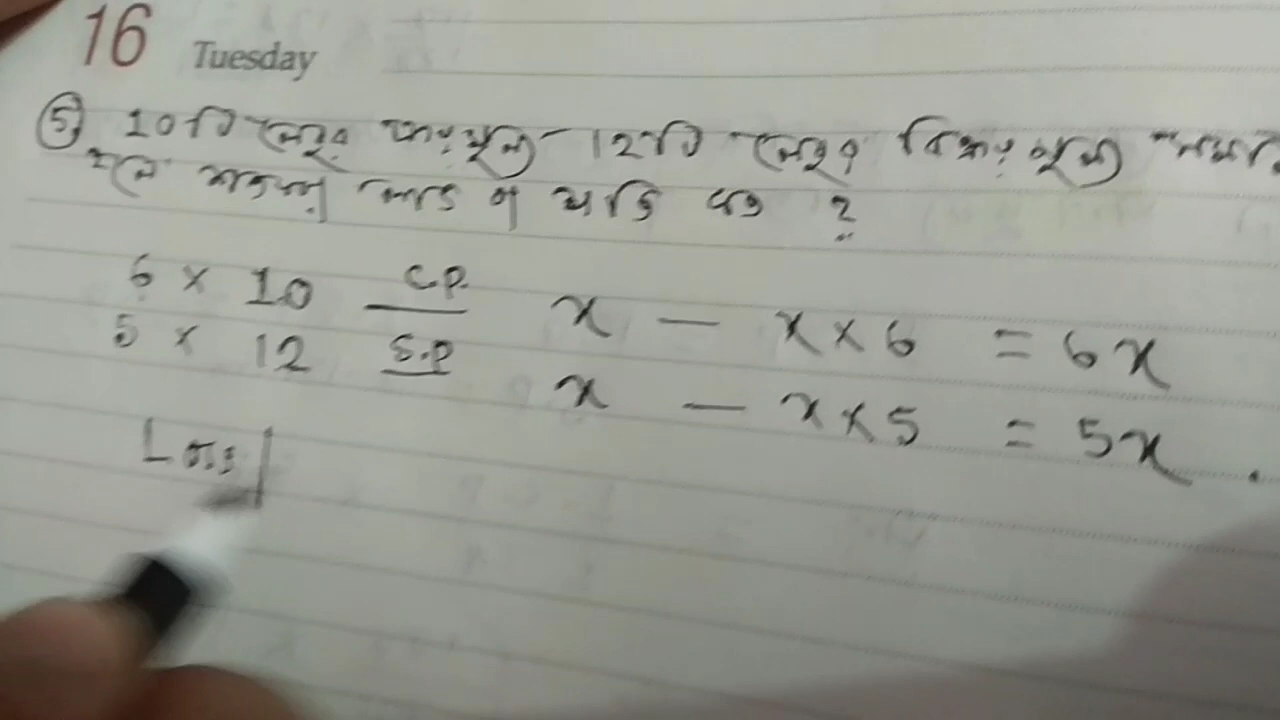 16 Tuesday
5) 10টি লেবুর ক্রয়মূল্য 12টি লেবুর বিক্রয়মূল্য সমান
হলে শতকরা লাভ বা ক্ষতি কত ?
6 × 10 C.P. x — x×6 = 6x
5 × 12 S.P x — x×5 = 5x .
Loss